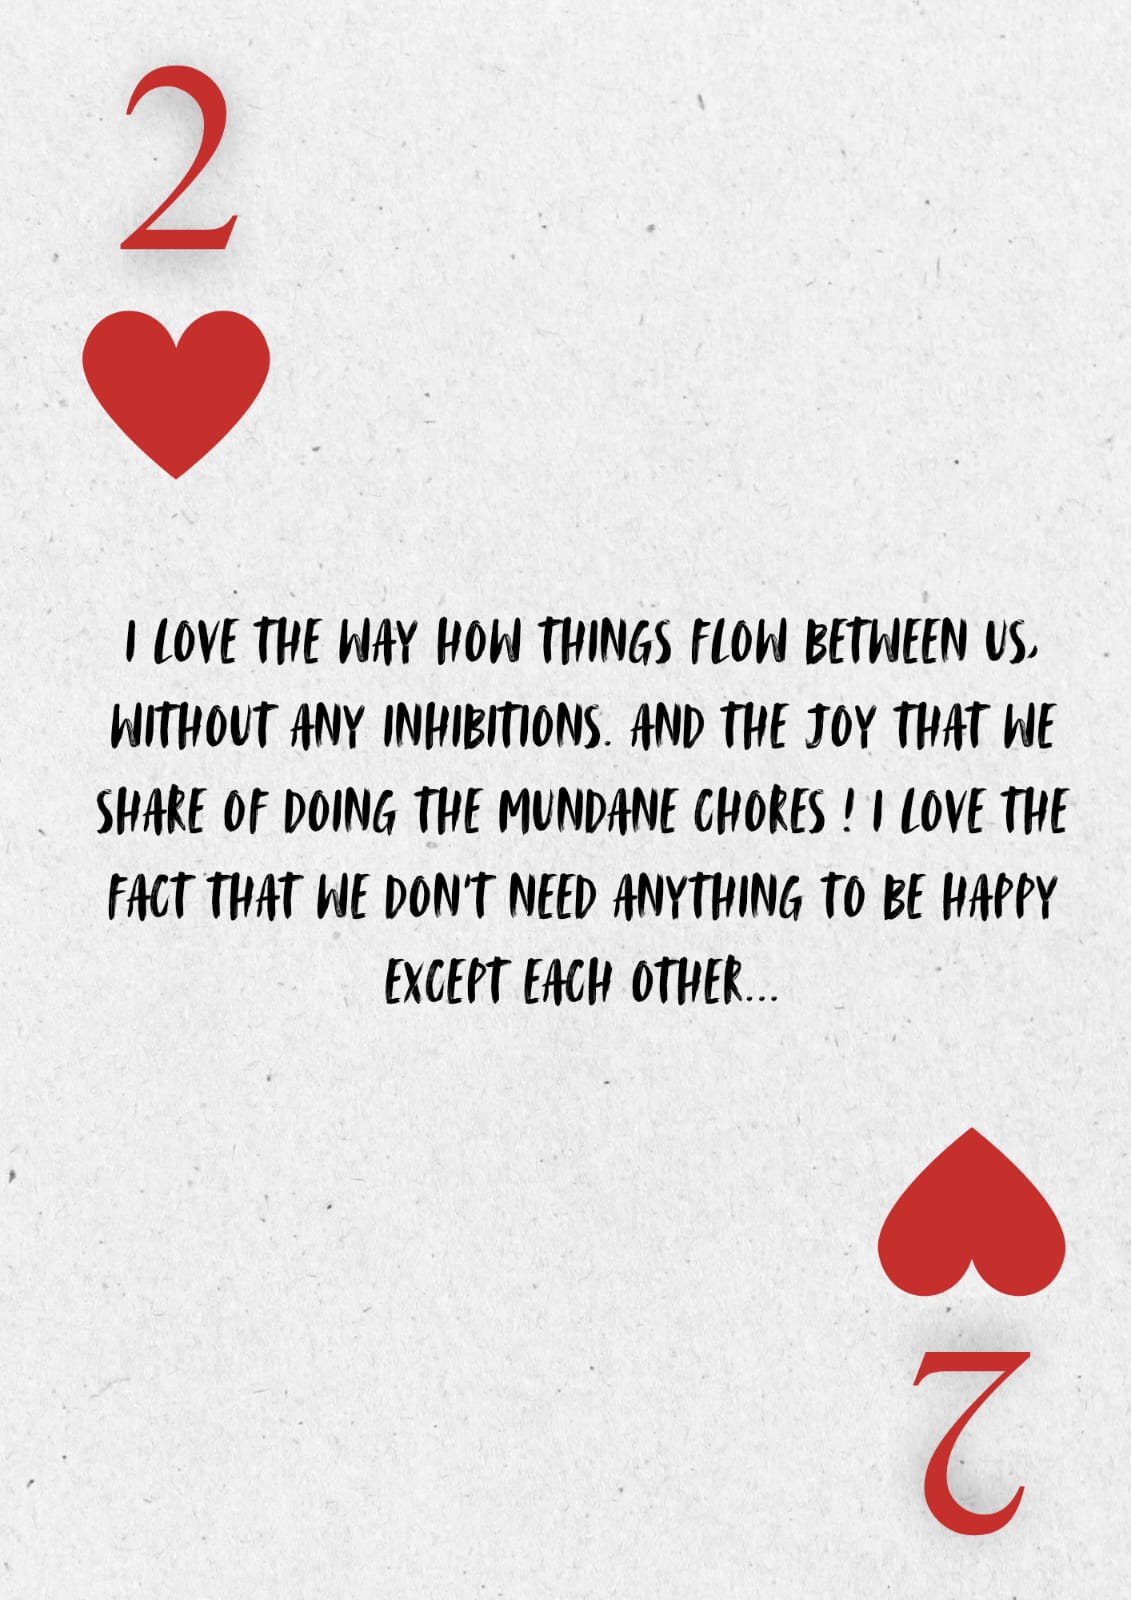 2
I LOVE THE WAY HOW THINGS FLOW BETWEEN US,
WITHOUT ANY INHIBITIONS. AND THE JOY THAT WE
SHARE OF DOING THE MUNDANE CHORES ! I LOVE THE
FACT THAT WE DON'T NEED ANYTHING TO BE HAPPY
EXCEPT EACH OTHER...
2